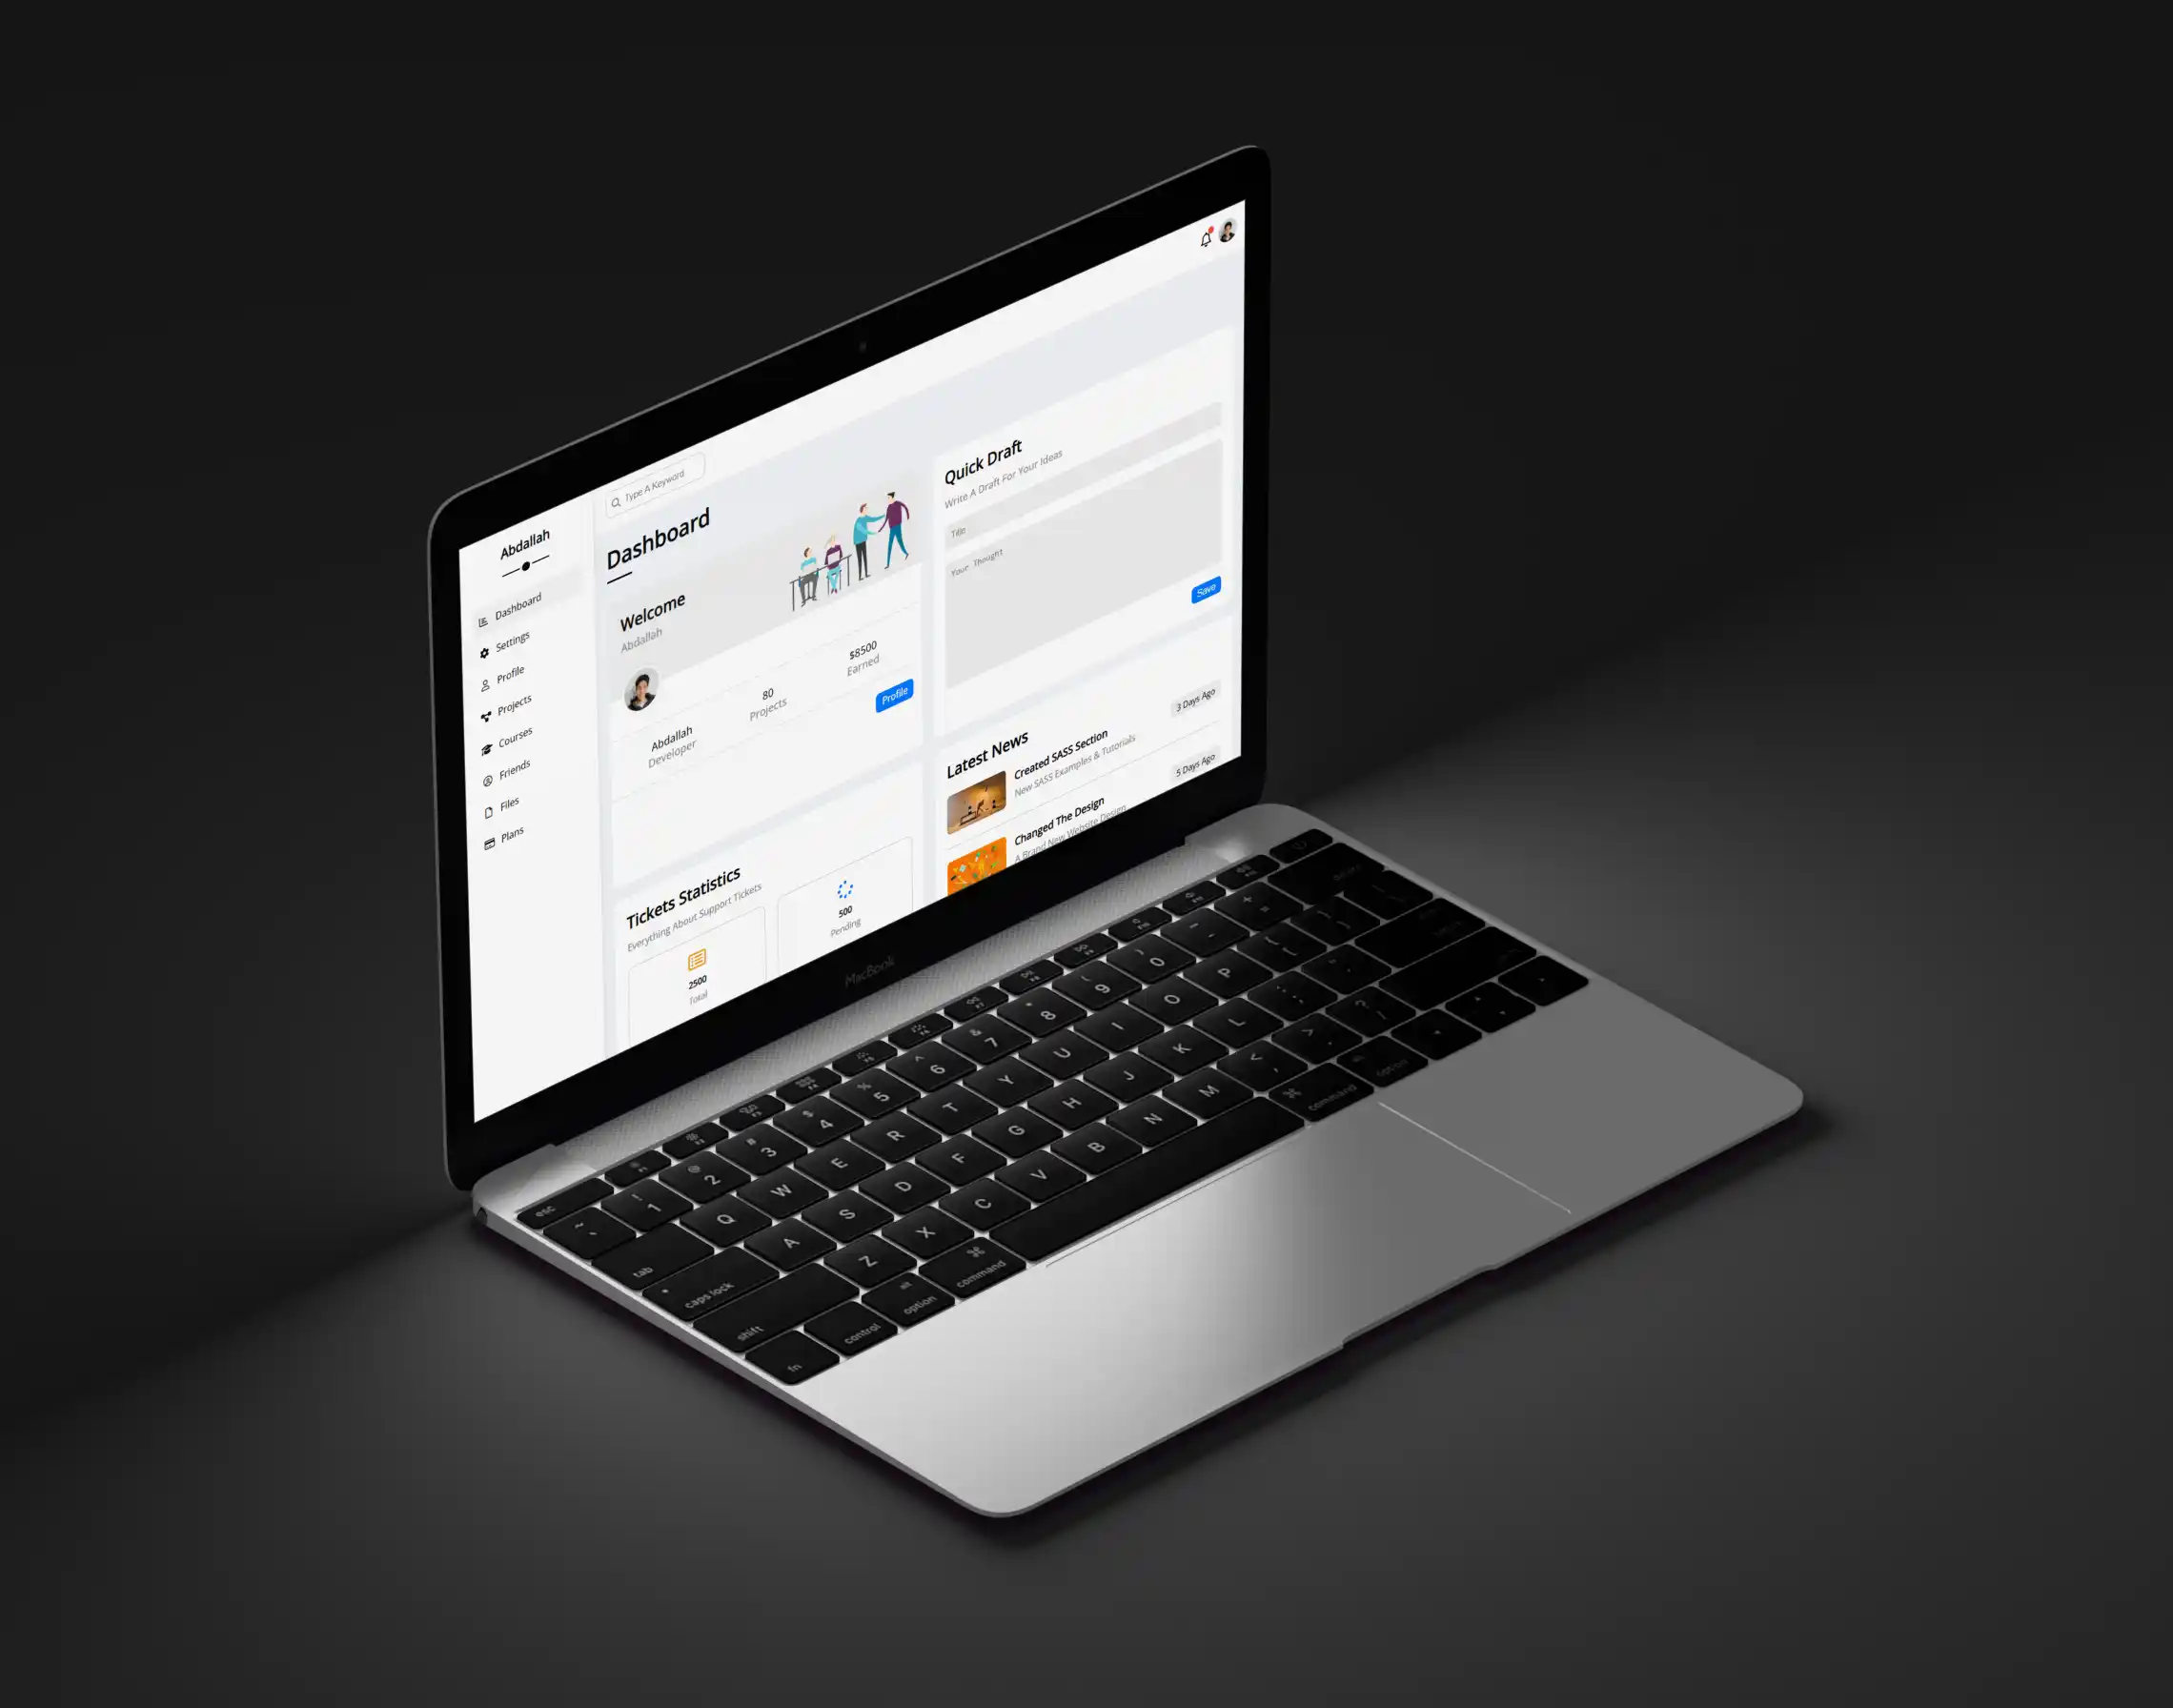 Type A Keyword
Abdallah
Dashboard
Settings
Profile
Projects
Courses
Friends
Files
Plans
Dashboard
Welcome
Abdallah
Abdallah
Developer
80
Projects
$8500
Earned
Profile
Quick Draft
Write A Draft For Your Ideas
Title
Your Thought
Save
Tickets Statistics
Everything About Support Tickets
2500
Total
500
Pending
Latest News
Created SASS Section
New SASS Examples & Tutorials
3 Days Ago
Changed The Design
A Brand New Website Design
5 Days Ago
MacBook
esc
~ ! 1 @ 2 # 3 $ 4 % 5 ^ 6 & 7 * 8 ( 9 ) 0 - + =
tab Q W E R T Y U I O P { [ } ]
caps lock A S D F G H J K L
shift Z X C V B N M < , > . ? /
fn control alt option ⌘ command ⌘ command alt option